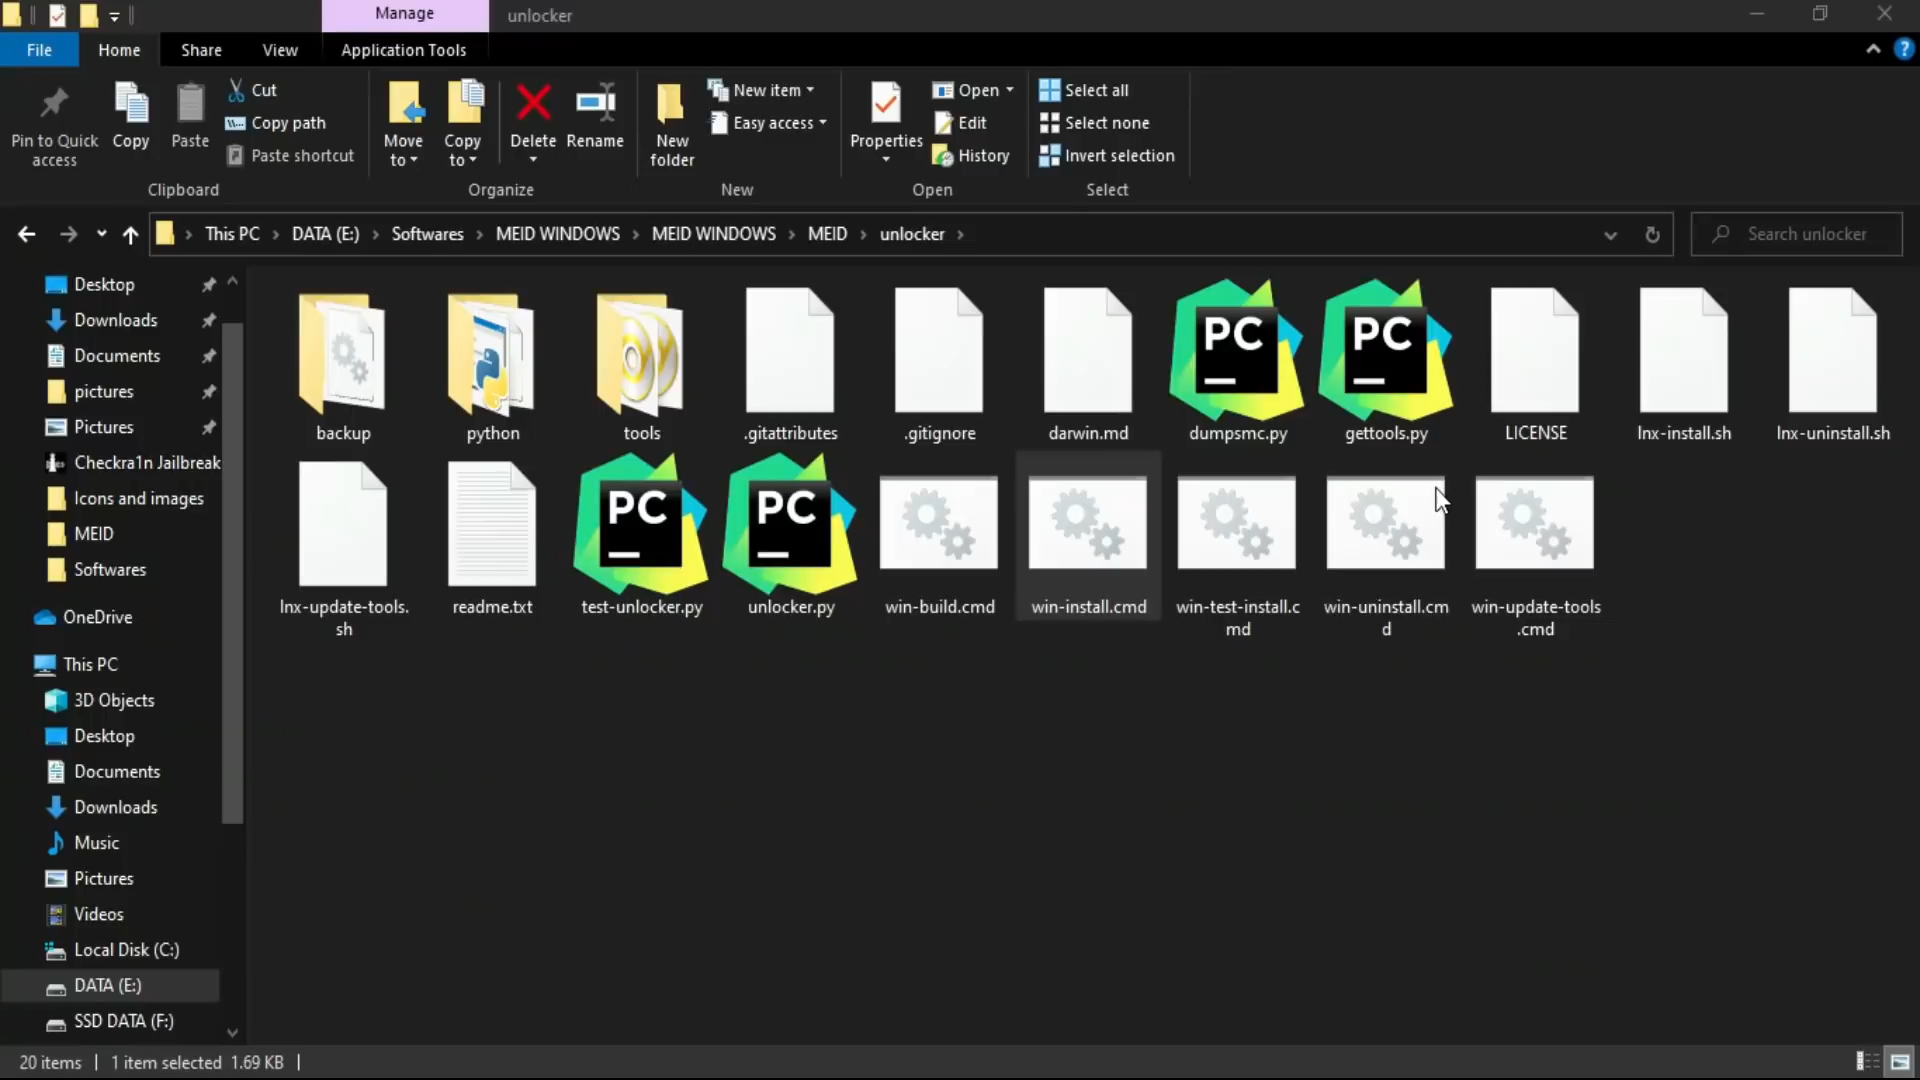 Manage
unlocker
File
Home
Share
View
Application Tools
Pin to Quick
access
Copy
Paste
Cut
Copy path
Paste shortcut
Clipboard
Move
to
Copy
to
Delete
Rename
Organize
New
folder
New item
Easy access
New
Properties
Open
Edit
History
Open
Select all
Select none
Invert selection
Select
This PC
DATA (E:)
Softwares
MEID WINDOWS
MEID WINDOWS
MEID
unlocker
Search unlocker
Desktop
Downloads
Documents
pictures
Pictures
Checkra1n Jailbreak
Icons and images
MEID
Softwares
OneDrive
This PC
3D Objects
Desktop
Documents
Downloads
Music
Pictures
Videos
Local Disk (C:)
DATA (E:)
SSD DATA (F:)
backup
python
tools
.gitattributes
.gitignore
darwin.md
PC
dumpsmc.py
PC
gettools.py
LICENSE
lnx-install.sh
lnx-uninstall.sh
lnx-update-tools.
sh
readme.txt
PC
test-unlocker.py
PC
unlocker.py
win-build.cmd
win-install.cmd
win-test-install.c
md
win-uninstall.cm
d
win-update-tools
.cmd
20 items
1 item selected 1.69 KB